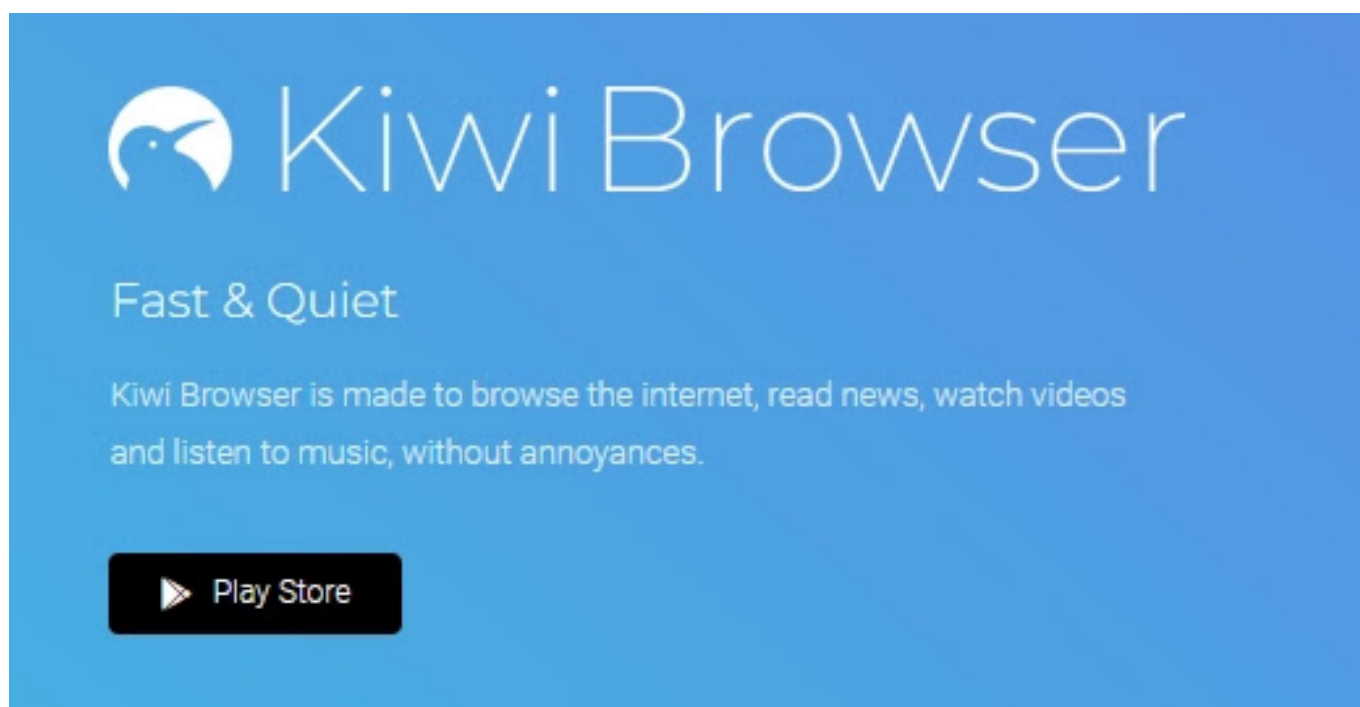 Kiwi Browser
Fast & Quiet
Kiwi Browser is made to browse the internet, read news, watch videos
and listen to music, without annoyances.
Play Store